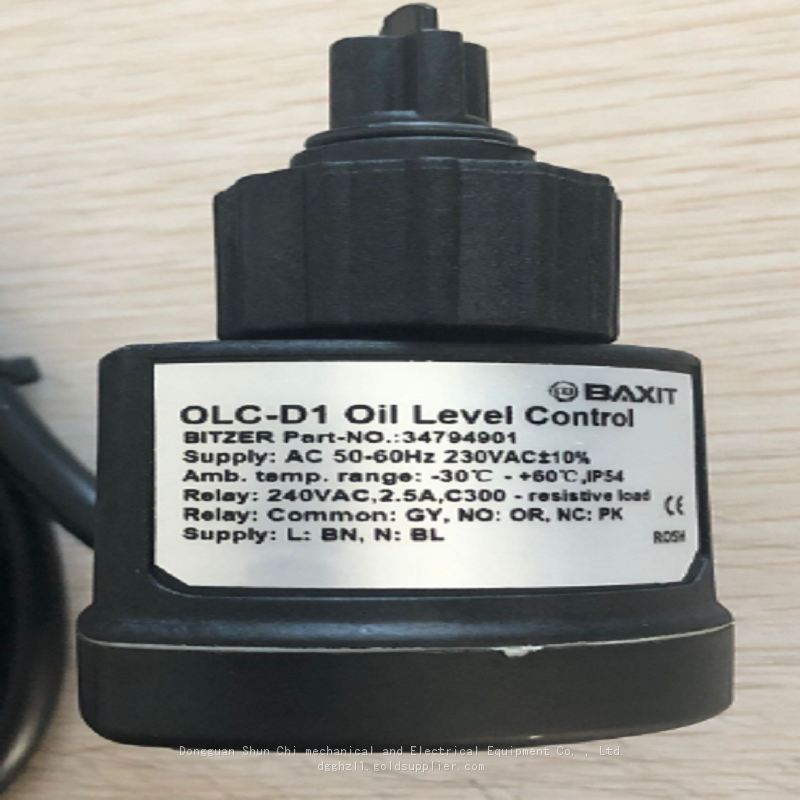 BAXIT
OLC-D1 Oil Level Control
BITZER Part-NO.:34794901
Supply: AC 50-60Hz 230VAC±10%
Amb. temp. range: -30℃ - +60℃,IP54
Relay: 240VAC,2.5A,C300 - resistive load
Relay: Common: GY, NO: OR, NC: PK
CE
Supply: L: BN, N: BL
ROSH
Dongguan Shun Chi mechanical and Electrical Equipment Co, , Ltd.
dgghzl1.goldsupplier.com